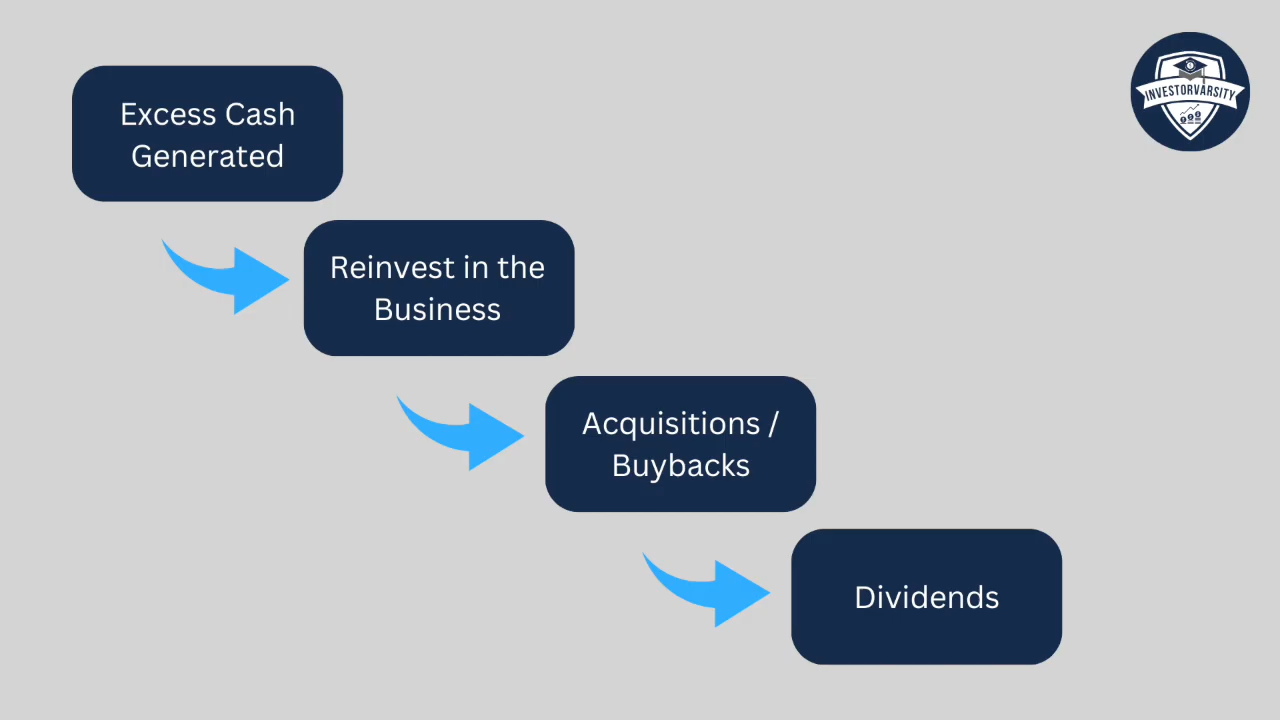 Excess Cash
Generated
INVESTORVARSITY
Reinvest in the
Business
Acquisitions /
Buybacks
Dividends